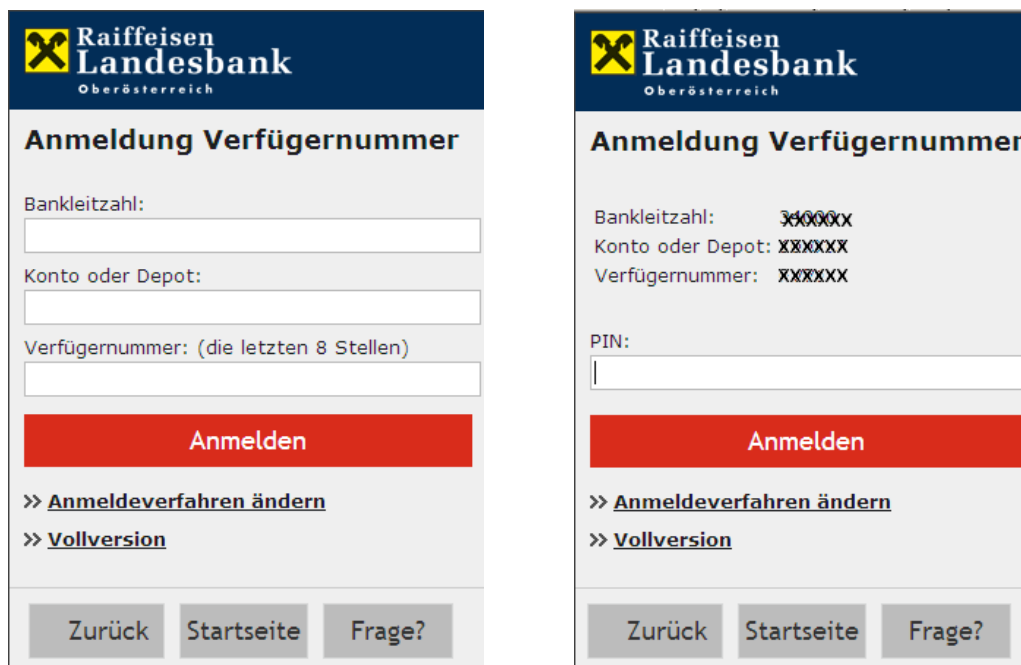 Raiffeisen
Landesbank
Oberösterreich
Anmeldung Verfügernummer
Bankleitzahl:
Konto oder Depot:
Verfügernummer: (die letzten 8 Stellen)
Anmelden
>> Anmeldeverfahren ändern
>> Vollversion
Zurück Startseite Frage?
Raiffeisen
Landesbank
Oberösterreich
Anmeldung Verfügernummer
Bankleitzahl:
Konto oder Depot: XXXXXX
Verfügernummer: XXXXXX
PIN:
Anmelden
>> Anmeldeverfahren ändern
>> Vollversion
Zurück Startseite Frage?